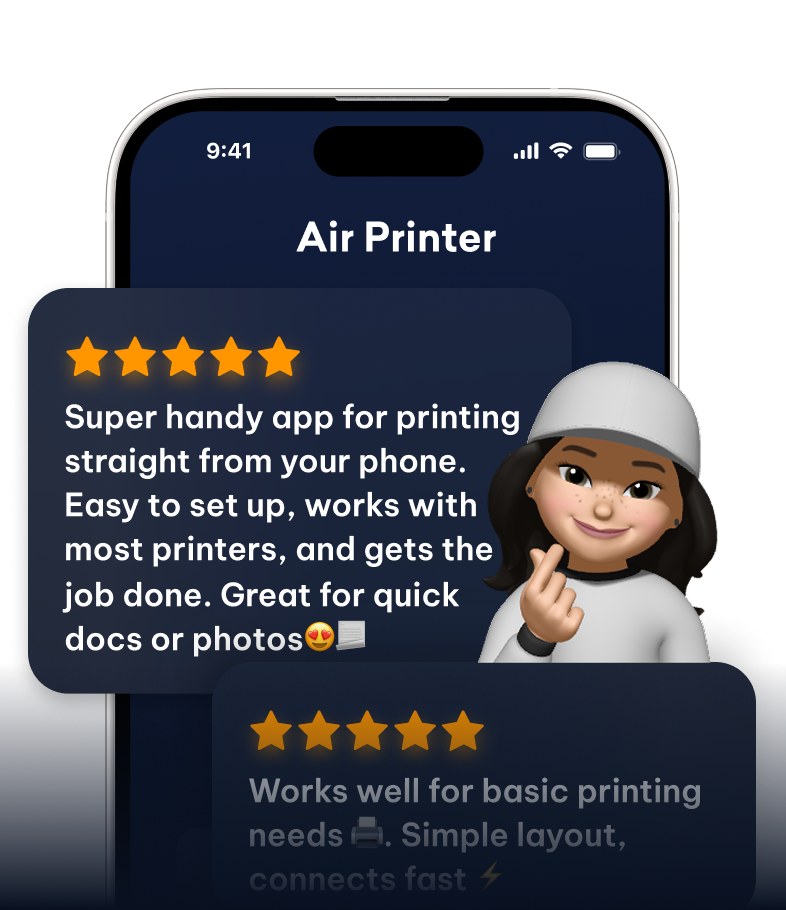 9:41
Air Printer
Super handy app for printing
straight from your phone.
Easy to set up, works with
most printers, and gets the
job done. Great for quick
docs or photos😍📃
Works well for basic printing
needs 🖨️. Simple layout,
connects fast ⚡